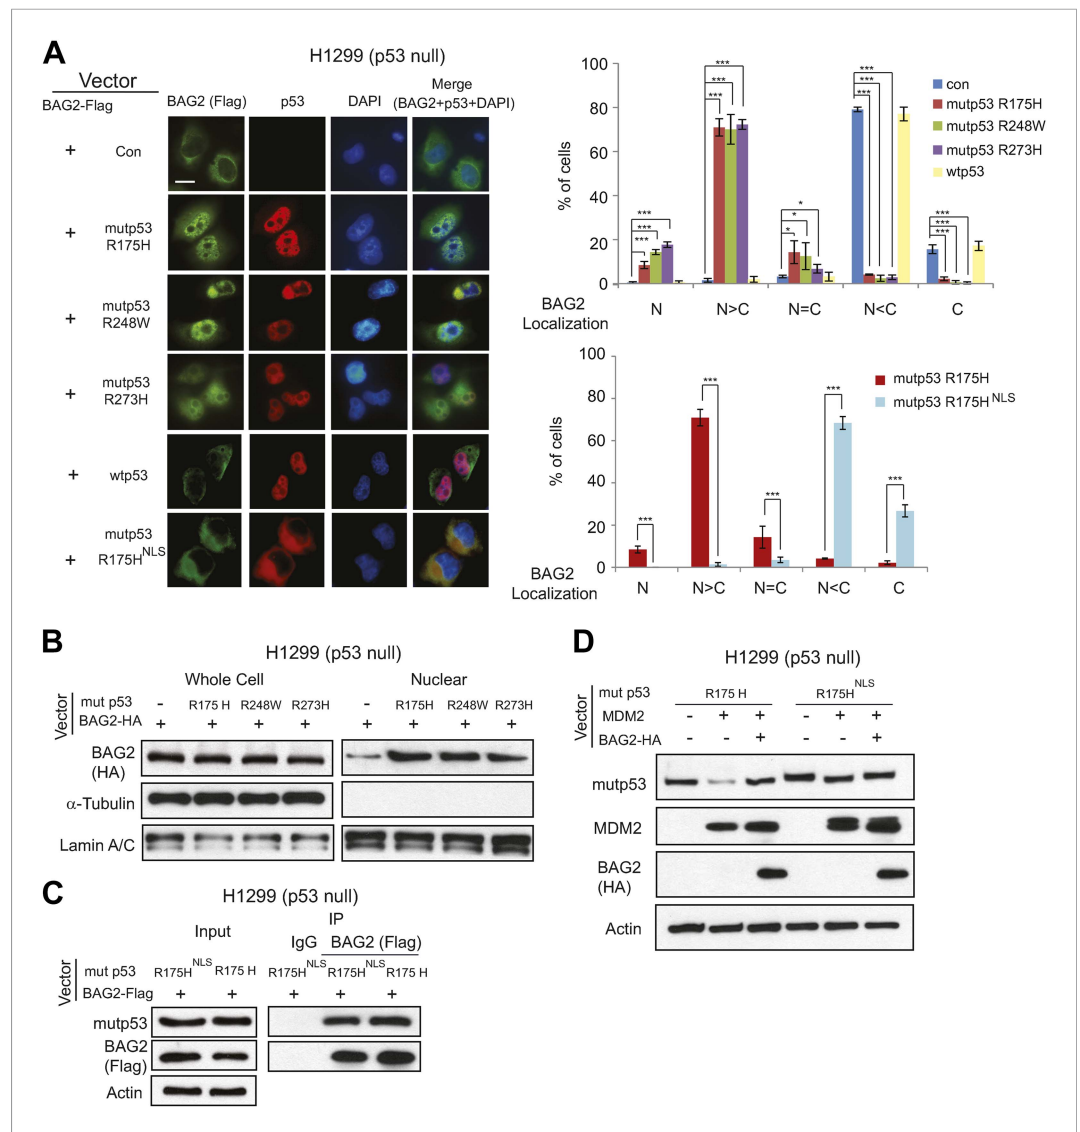 A
H1299 (p53 null)
Vector
BAG2-Flag
BAG2 (Flag) p53 DAPI Merge (BAG2+p53+DAPI)
+ Con
+ mutp53 R175H
+ mutp53 R248W
+ mutp53 R273H
+ wtp53
+ mutp53 R175H NLS
% of cells
100
80
60
40
20
0
*** *** ***
*** *** ***
* * *
*** *** ***
*** *** ***
con
mutp53 R175H
mutp53 R248W
mutp53 R273H
wtp53
BAG2 Localization
N N>C N=C N<C C
% of cells
100
80
60
40
20
0
*** *** *** *** ***
mutp53 R175H
mutp53 R175H NLS
BAG2 Localization
N N>C N=C N<C C
B
H1299 (p53 null)
Whole Cell Nuclear
Vector
mut p53 - R175 H R248W R273H - R175H R248W R273H
BAG2-HA + + + + + + + +
BAG2 (HA)
α-Tubulin
Lamin A/C
C
H1299 (p53 null)
Input IP
IgG BAG2 (Flag)
Vector
mut p53 R175H NLS R175 H R175H NLS R175H NLS R175 H
BAG2-Flag + + + + +
mutp53
BAG2 (Flag)
Actin
D
H1299 (p53 null)
Vector
mut p53 R175 H R175H NLS
MDM2 - + + - + +
BAG2-HA - - + - - +
mutp53
MDM2
BAG2 (HA)
Actin